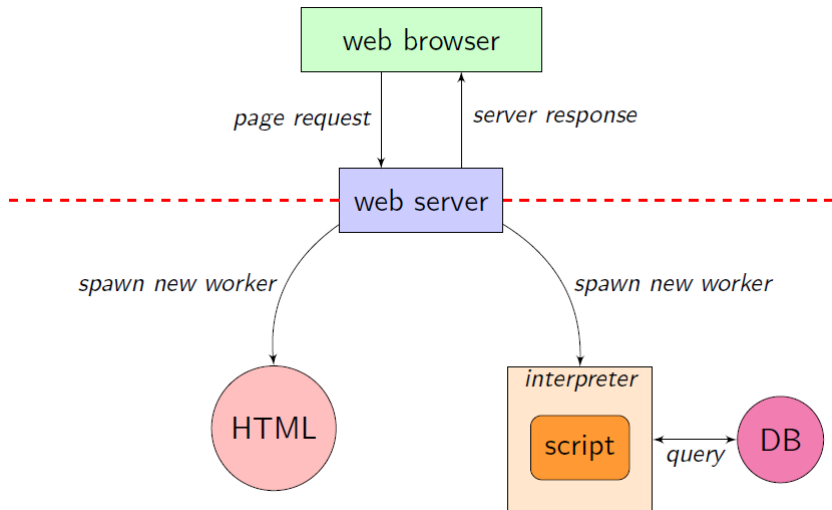 web browser
page request
server response
web server
spawn new worker
spawn new worker
interpreter
HTML
script
query
DB